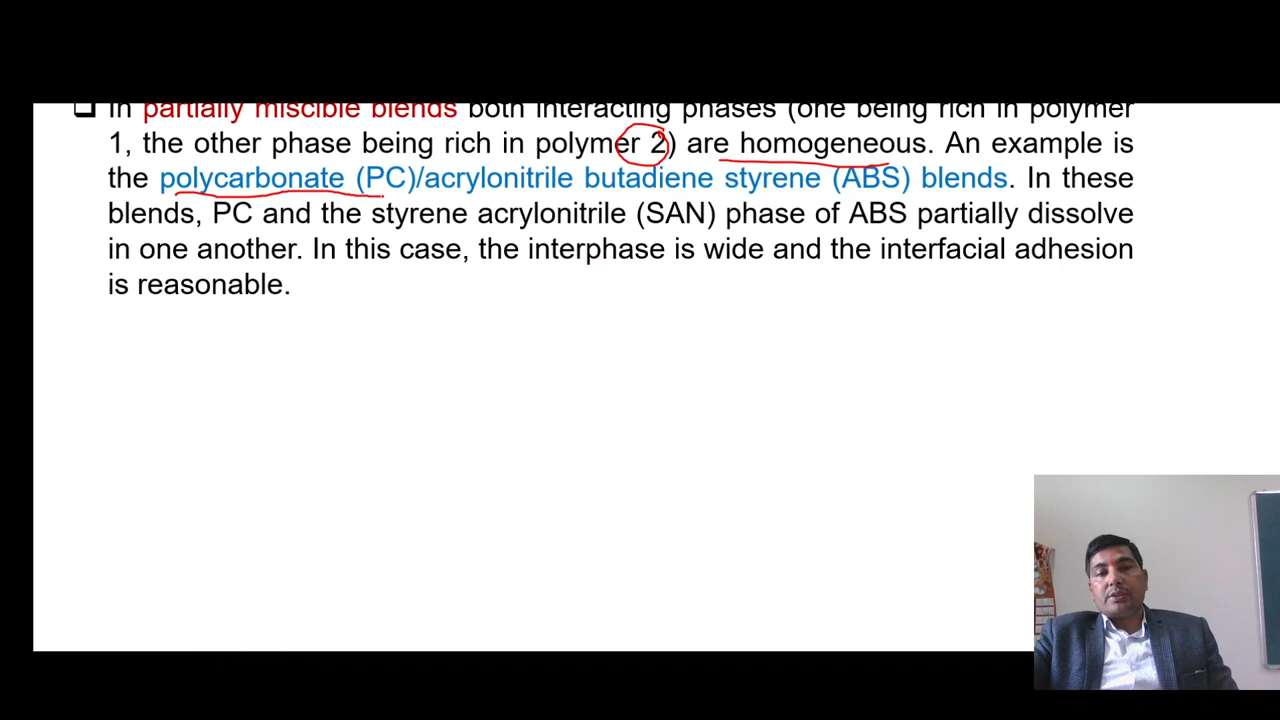 In partially miscible blends both interacting phases (one being rich in polymer
1, the other phase being rich in polymer 2) are homogeneous. An example is
the polycarbonate (PC)/acrylonitrile butadiene styrene (ABS) blends. In these
blends, PC and the styrene acrylonitrile (SAN) phase of ABS partially dissolve
in one another. In this case, the interphase is wide and the interfacial adhesion
is reasonable.